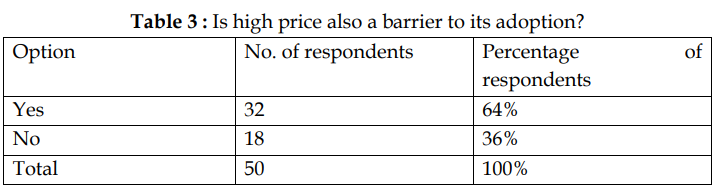 Table 3 : Is high price also a barrier to its adoption?
Option No. of respondents Percentage of
respondents
Yes 32 64%
No 18 36%
Total 50 100%